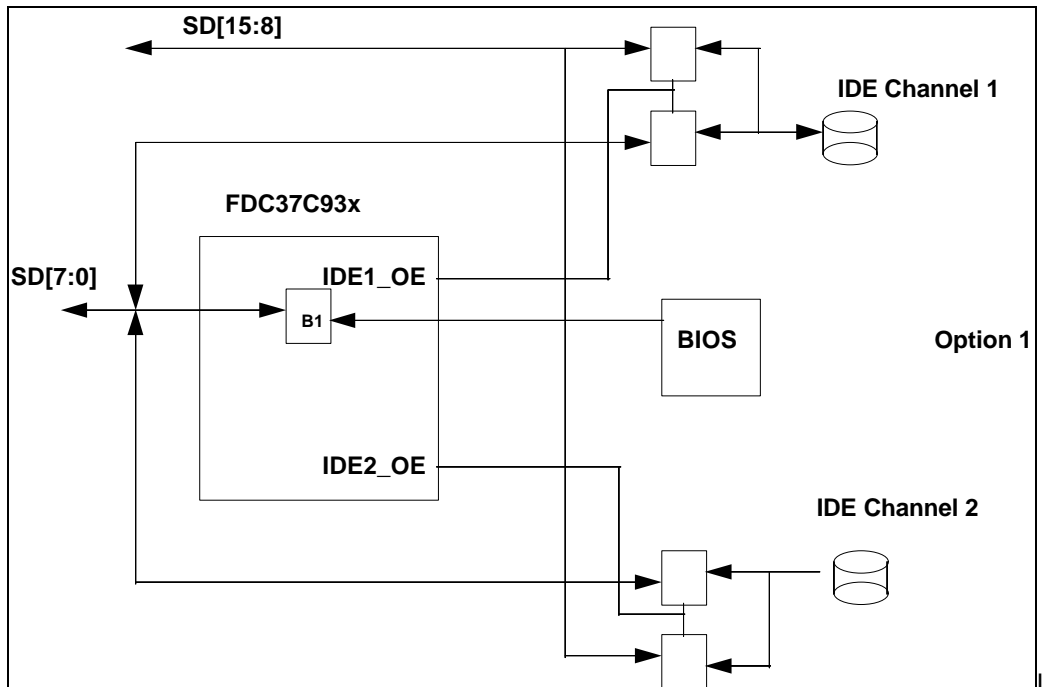 SD[15:8]
IDE Channel 1
FDC37C93x
IDE1_OE
SD[7:0]
B1
BIOS
Option 1
IDE2_OE
IDE Channel 2